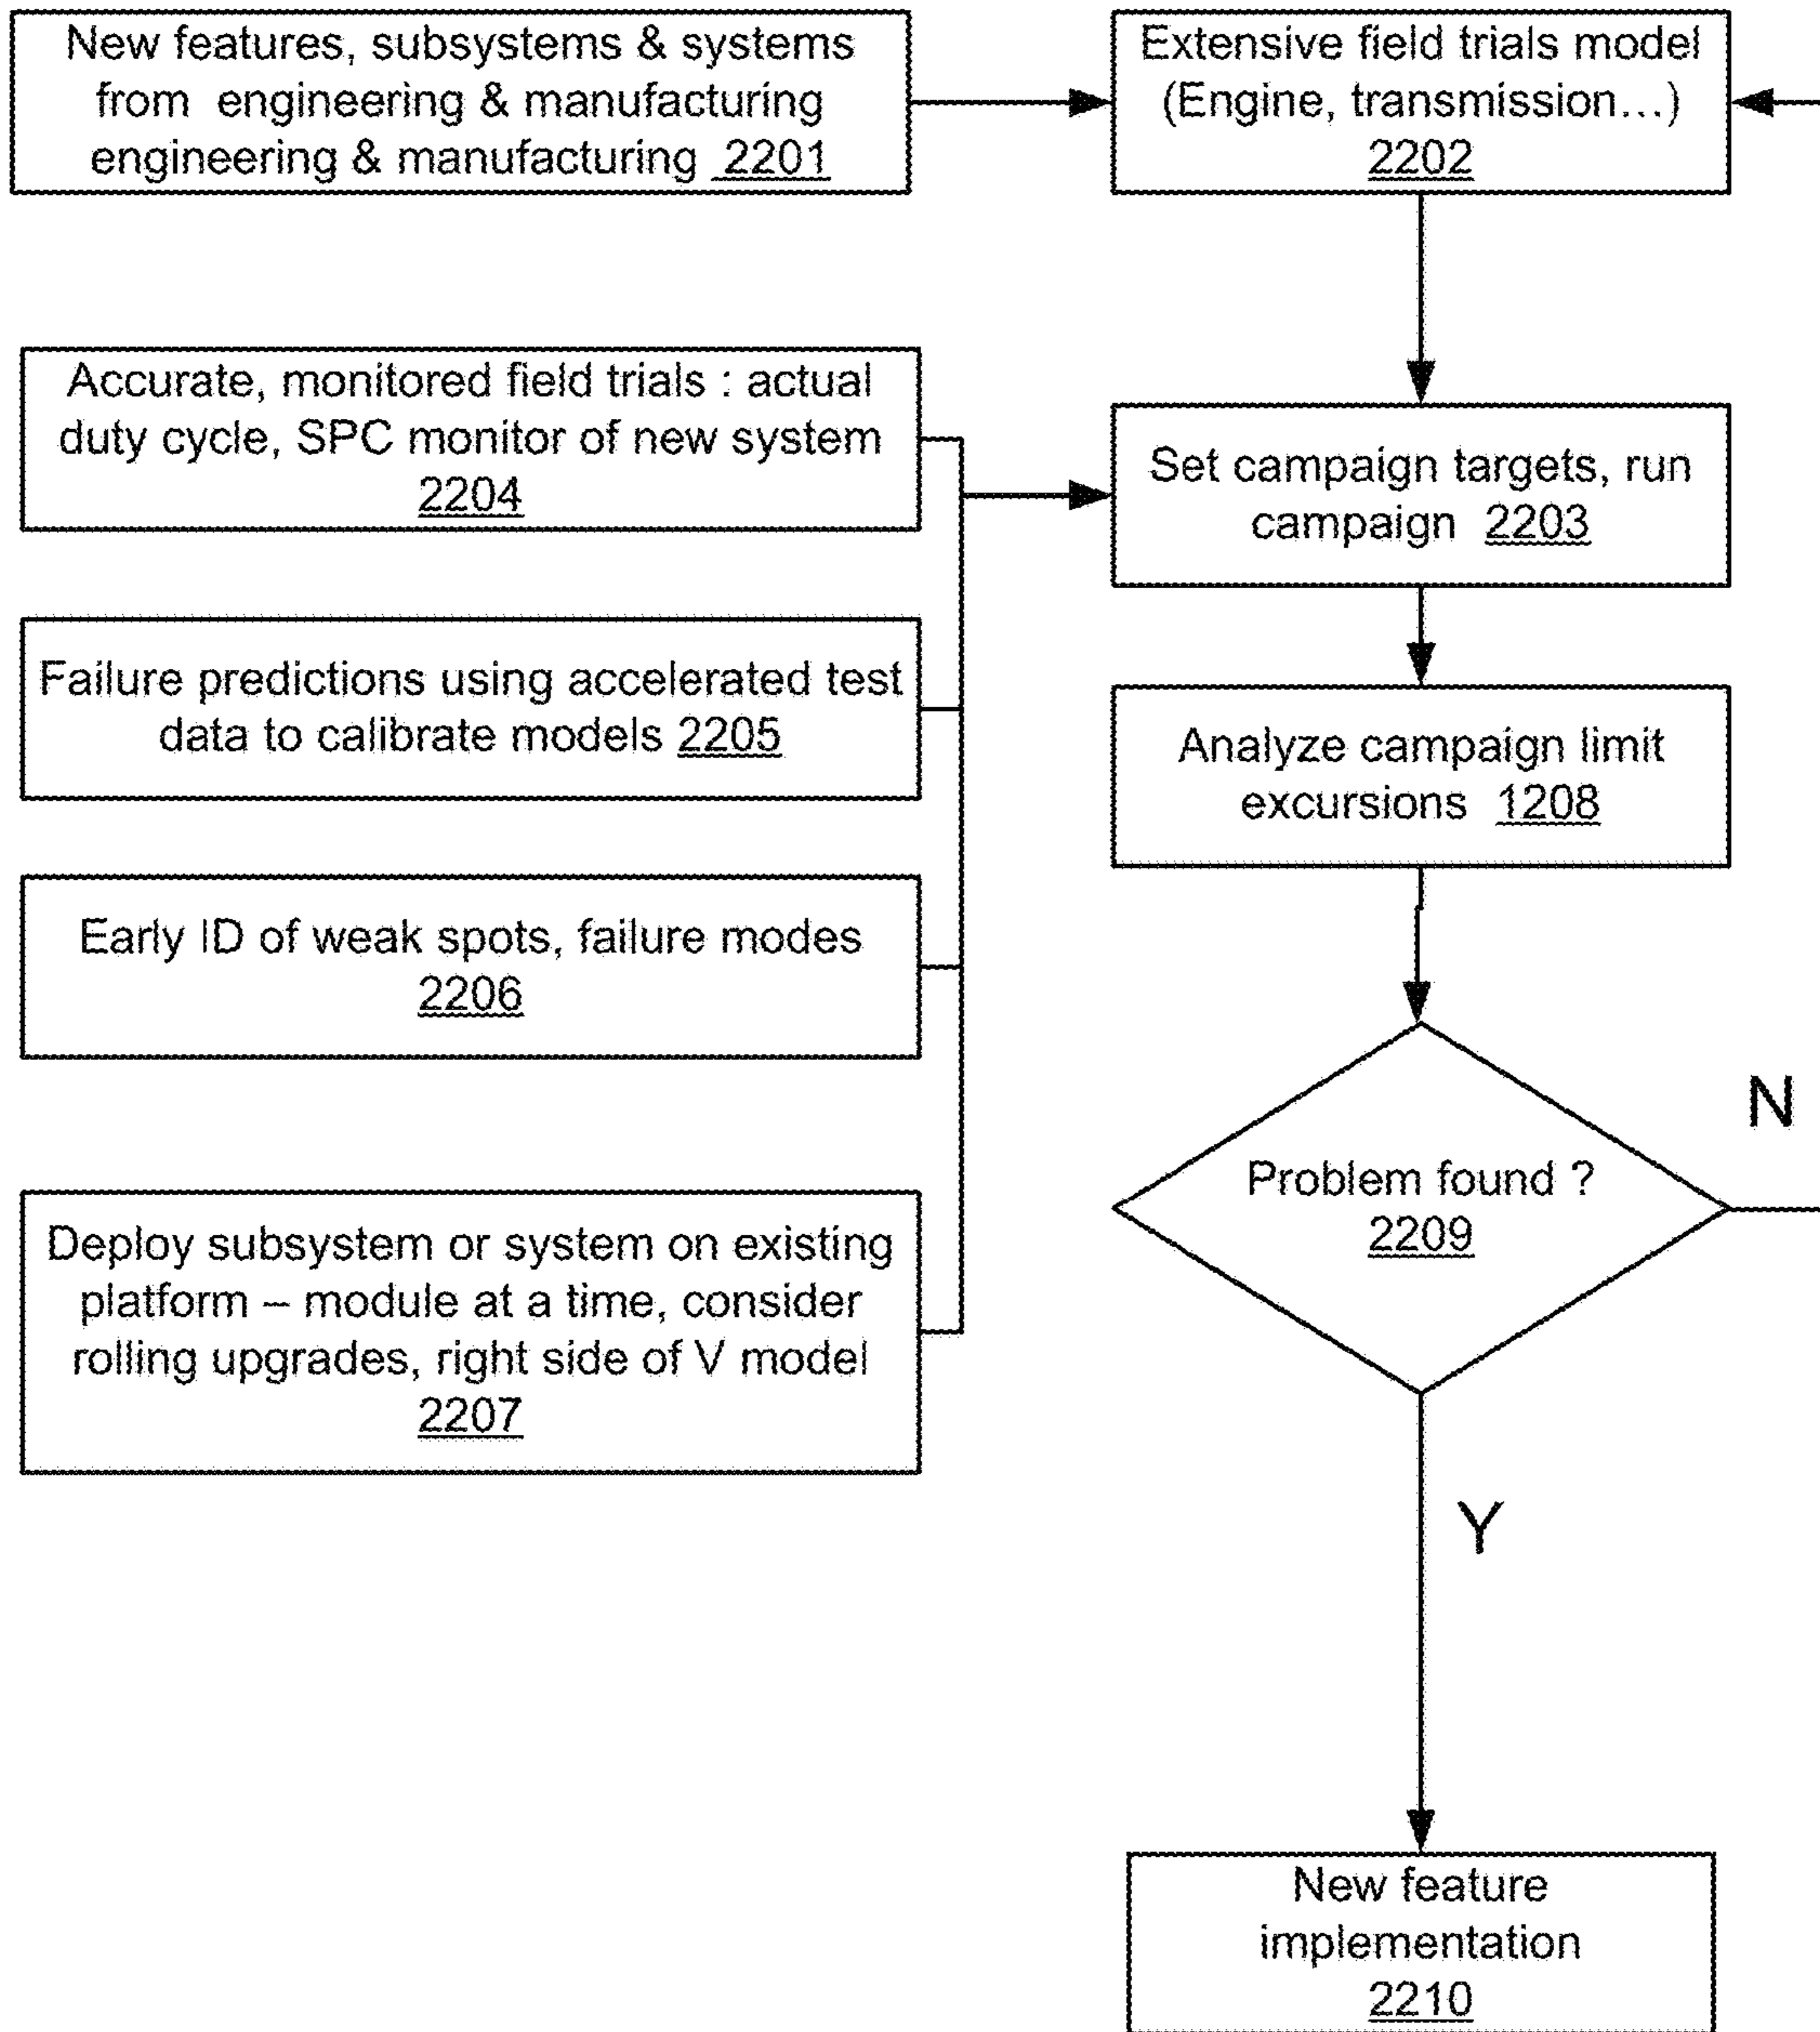 New features, subsystems & systems
from engineering & manufacturing
engineering & manufacturing 2201
Extensive field trials model
(Engine, transmission...)
2202
Accurate, monitored field trials : actual
duty cycle, SPC monitor of new system
2204
Set campaign targets, run
campaign 2203
Failure predictions using accelerated test
data to calibrate models 2205
Analyze campaign limit
excursions 1208
Early ID of weak spots, failure modes
2206
N
Problem found ?
2209
Deploy subsystem or system on existing
platform – module at a time, consider
rolling upgrades, right side of V model
2207
Y
New feature
implementation
2210